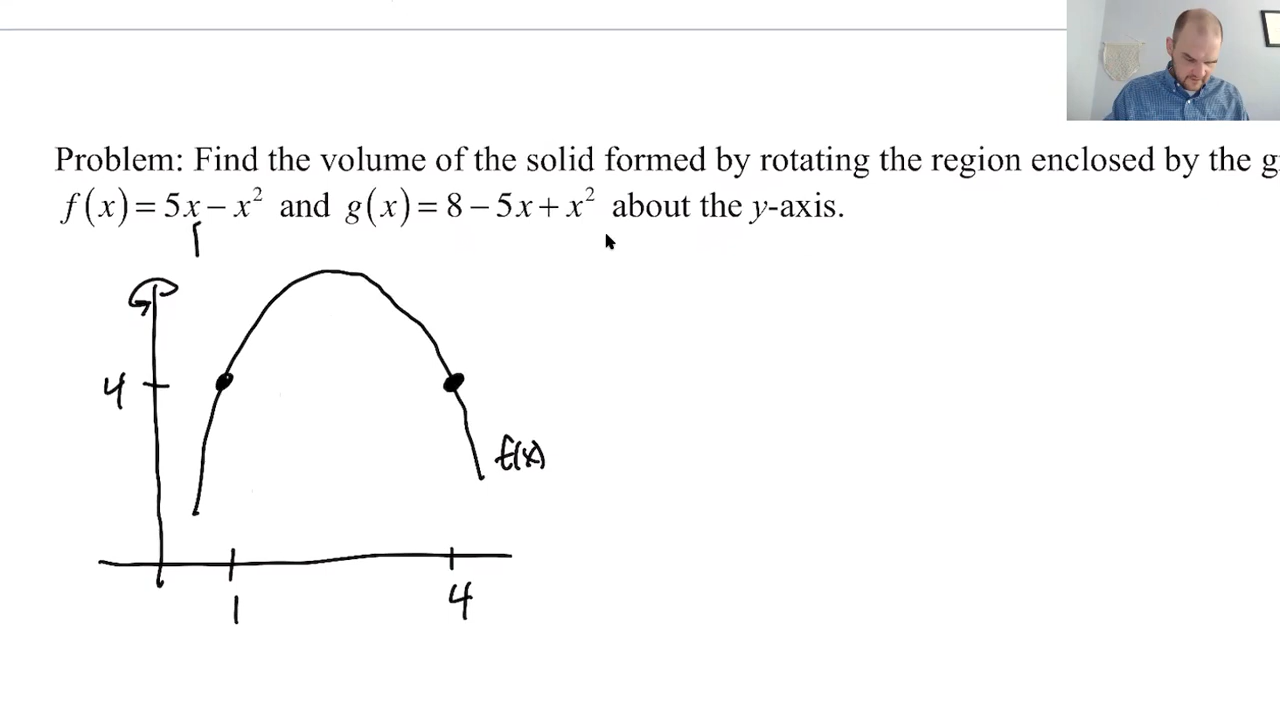 Problem: Find the volume of the solid formed by rotating the region enclosed by the g
f(x) = 5x − x² and g(x) = 8 − 5x + x² about the y-axis.
4
f(x)
1
4